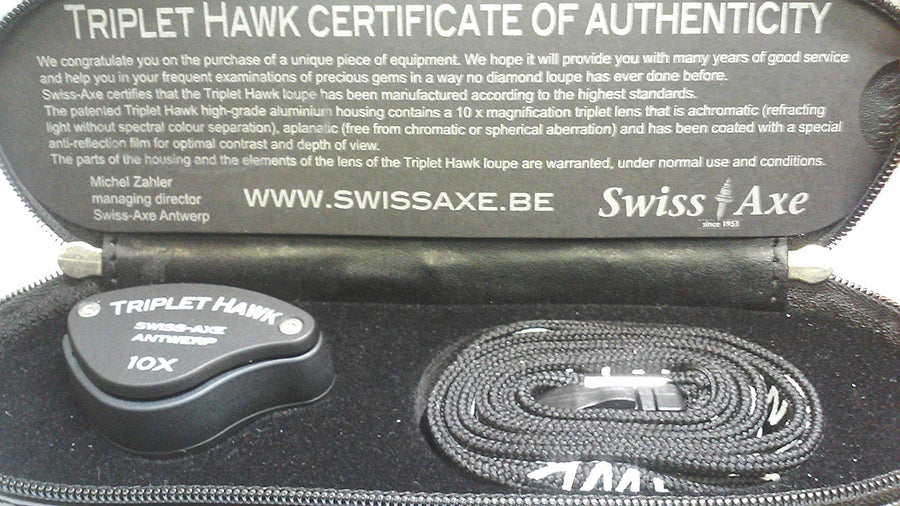 TRIPLET HAWK CERTIFICATE OF AUTHENTICITY
We congratulate you on the purchase of a unique piece of equipment. We hope it will provide you with many years of good service
and help you in your frequent examinations of precious gems in a way no diamond loupe has ever done before.
Swiss-Axe certifies that the Triplet Hawk loupe has been manufactured according to the highest standards.
The patented Triplet Hawk high-grade aluminium housing contains a 10 x magnification triplet lens that is achromatic (refracting
light without spectral colour separation), aplanatic (free from chromatic or spherical aberration) and has been coated with a special
anti-reflection film for optimal contrast and depth of view.
The parts of the housing and the elements of the lens of the Triplet Hawk loupe are warranted, under normal use and conditions.
Michel Zahler
managing director
Swiss-Axe Antwerp
WWW.SWISSAXE.BE
Swiss Axe
since 1953
TRIPLET HAWK
SWISS-AXE
ANTWERP
10X